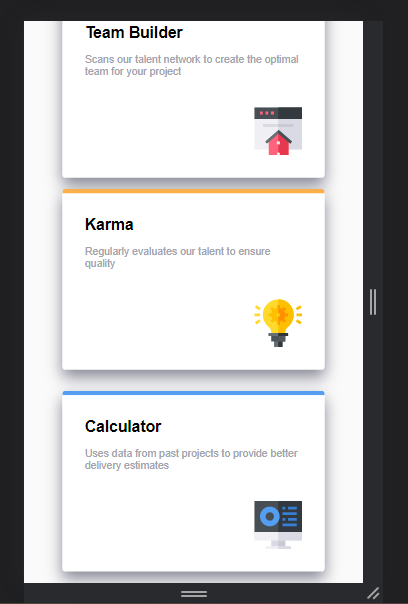 Team Builder
Scans our talent network to create the optimal
team for your project
Karma
Regularly evaluates our talent to ensure
quality
Calculator
Uses data from past projects to provide better
delivery estimates